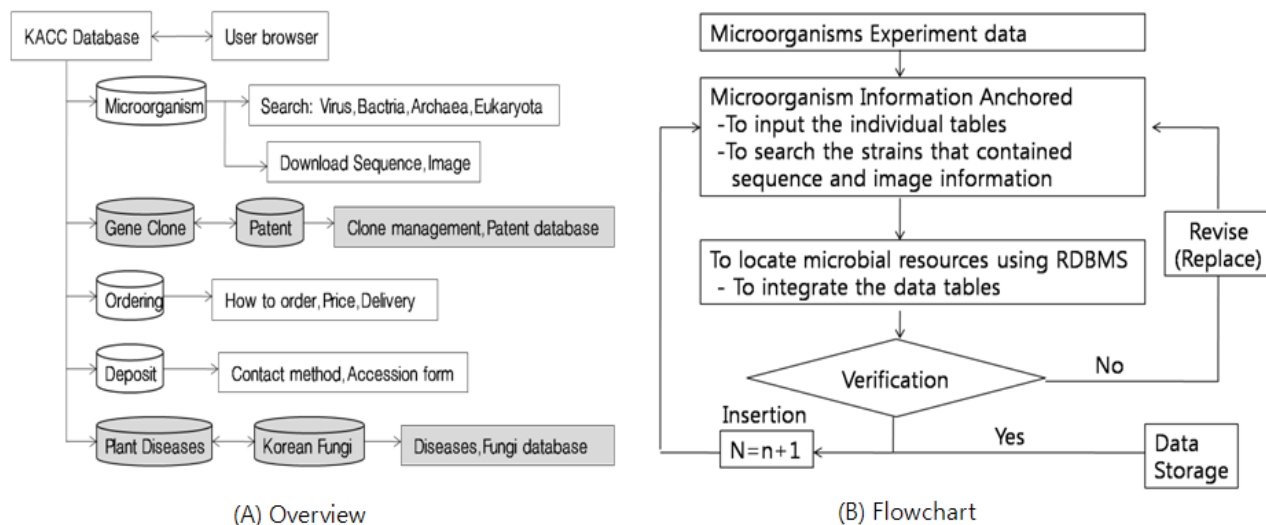 KACC Database
User browser
Microorganism
Search: Virus,Bactria,Archaea,Eukaryota
Download Sequence,Image
Gene Clone
Patent
Clone management,Patent database
Ordering
How to order,Price,Delivery
Deposit
Contact method,Accession form
Plant Diseases
Korean Fungi
Diseases,Fungi database
(A) Overview
Microorganisms Experiment data
Microorganism Information Anchored
-To input the individual tables
-To search the strains that contained
sequence and image information
To locate microbial resources using RDBMS
- To integrate the data tables
Revise
(Replace)
Verification
No
Insertion
N=n+1
Yes
Data
Storage
(B) Flowchart